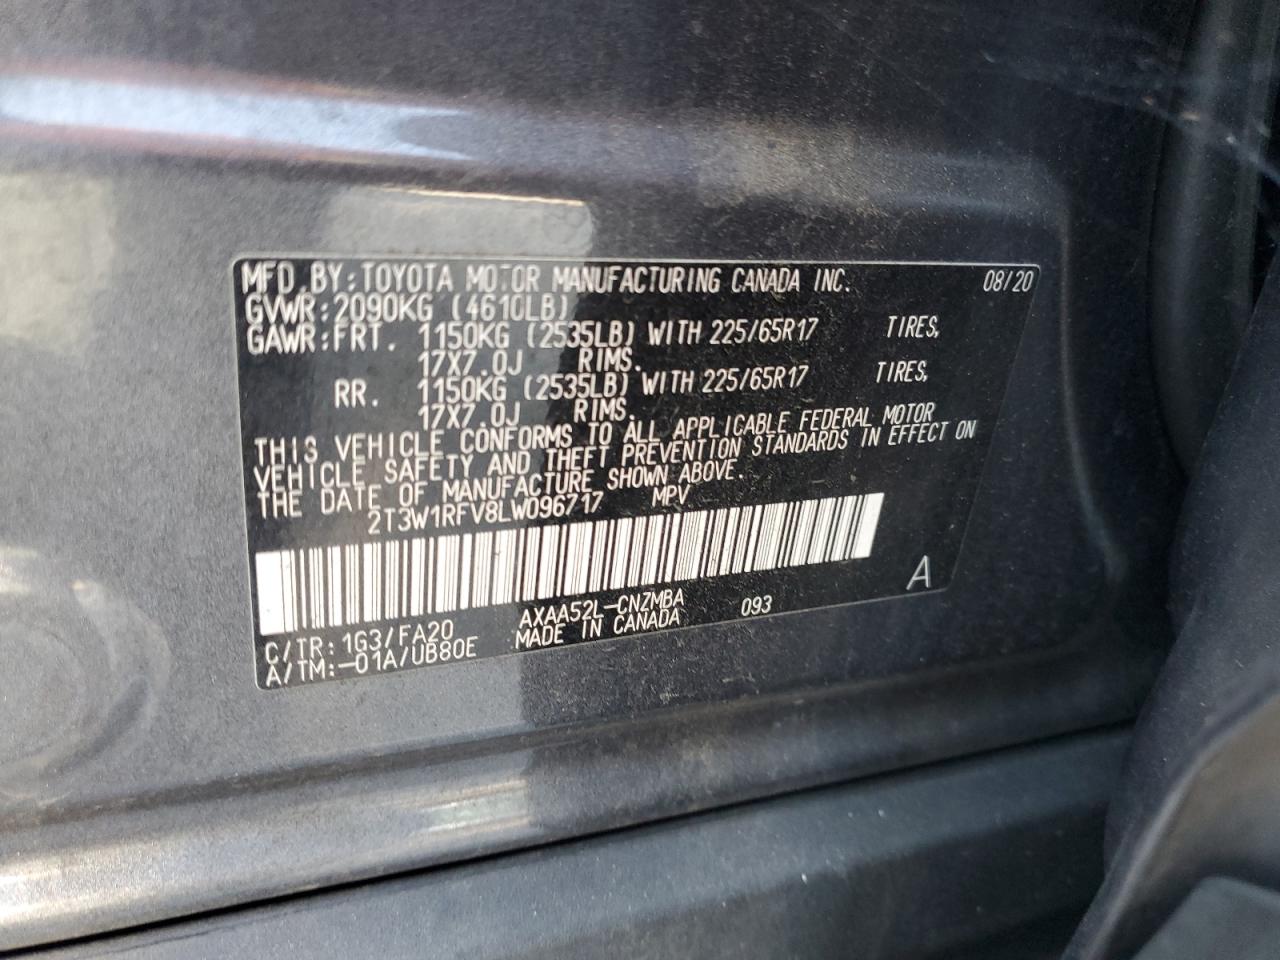 MFD.BY:TOYOTA MOTOR MANUFACTURING CANADA INC. 08/20
GVWR:2090KG (4610LB)
GAWR:FRT. 1150KG (2535LB) WITH 225/65R17 TIRES,
17X7.0J RIMS.
RR. 1150KG (2535LB) WITH 225/65R17 TIRES,
17X7.0J RIMS.
THIS VEHICLE CONFORMS TO ALL APPLICABLE FEDERAL MOTOR
VEHICLE SAFETY AND THEFT PREVENTION STANDARDS IN EFFECT ON
THE DATE OF MANUFACTURE SHOWN ABOVE.
2T3W1RFV8LW096717 MPV
A
C/TR:1G3/FA20 AXAA52L-CNZMBA 093
A/TM:-01A/UB80E MADE IN CANADA